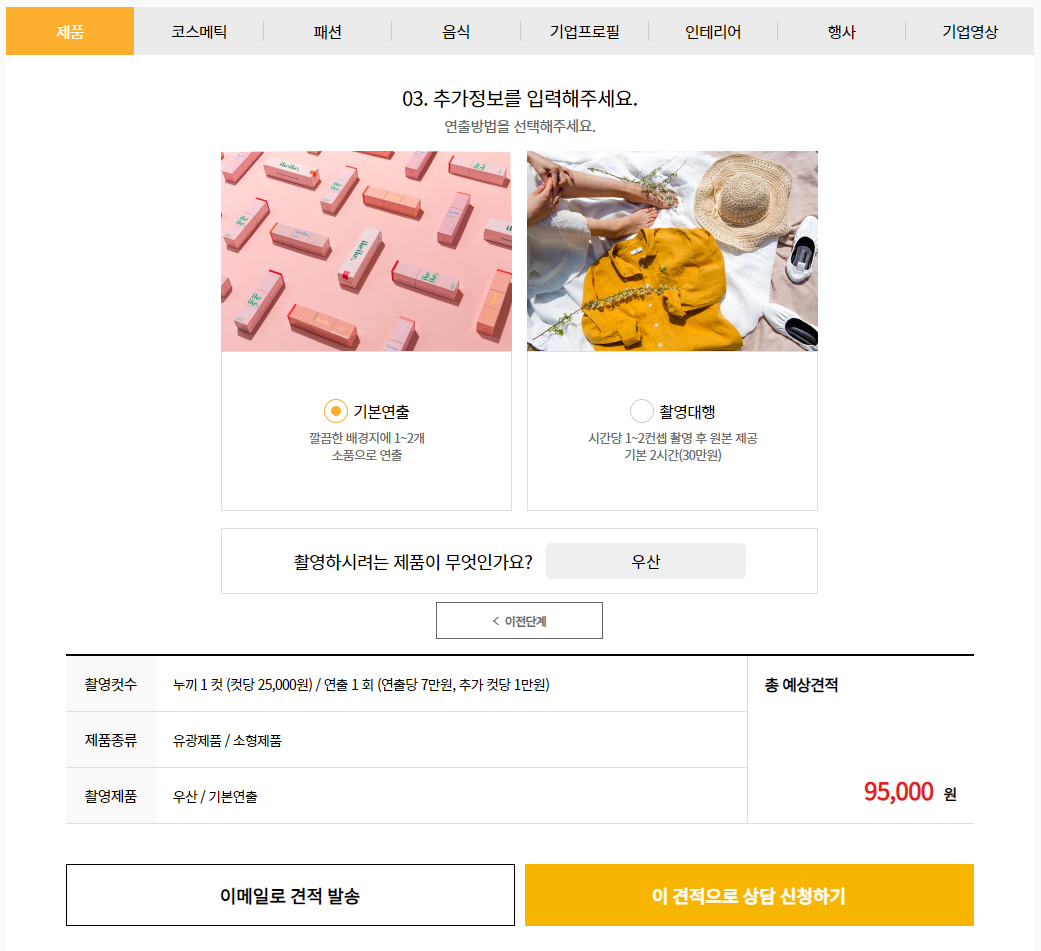 제품
코스메틱
패션
음식
기업프로필
인테리어
행사
기업영상
03. 추가정보를 입력해주세요.
연출방법을 선택해주세요.
기본연출
깔끔한 배경지에 1~2개
소품으로 연출
촬영대행
시간당 1~2컨셉 촬영 후 원본 제공
기본 2시간(30만원)
촬영하시려는 제품이 무엇인가요?
우산
< 이전단계
촬영컷수
누끼 1 컷 (컷당 25,000원) / 연출 1 회 (연출당 7만원, 추가 컷당 1만원)
총 예상견적
제품종류
유광제품 / 소형제품
촬영제품
우산 / 기본연출
95,000 원
이메일로 견적 발송
이 견적으로 상담 신청하기